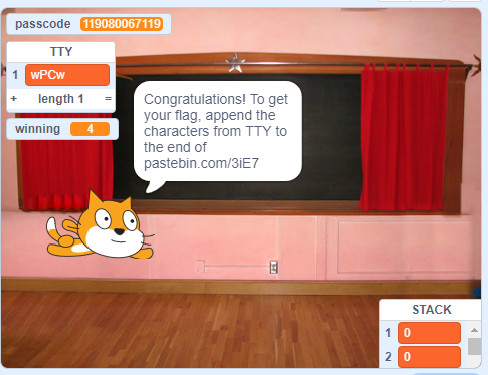 passcode 119080067119
TTY
1 wPCw
+ length 1 =
winning 4
Congratulations! To get
your flag, append the
characters from TTY to
the end of
pastebin.com/3iE7
STACK
1 0
2 0